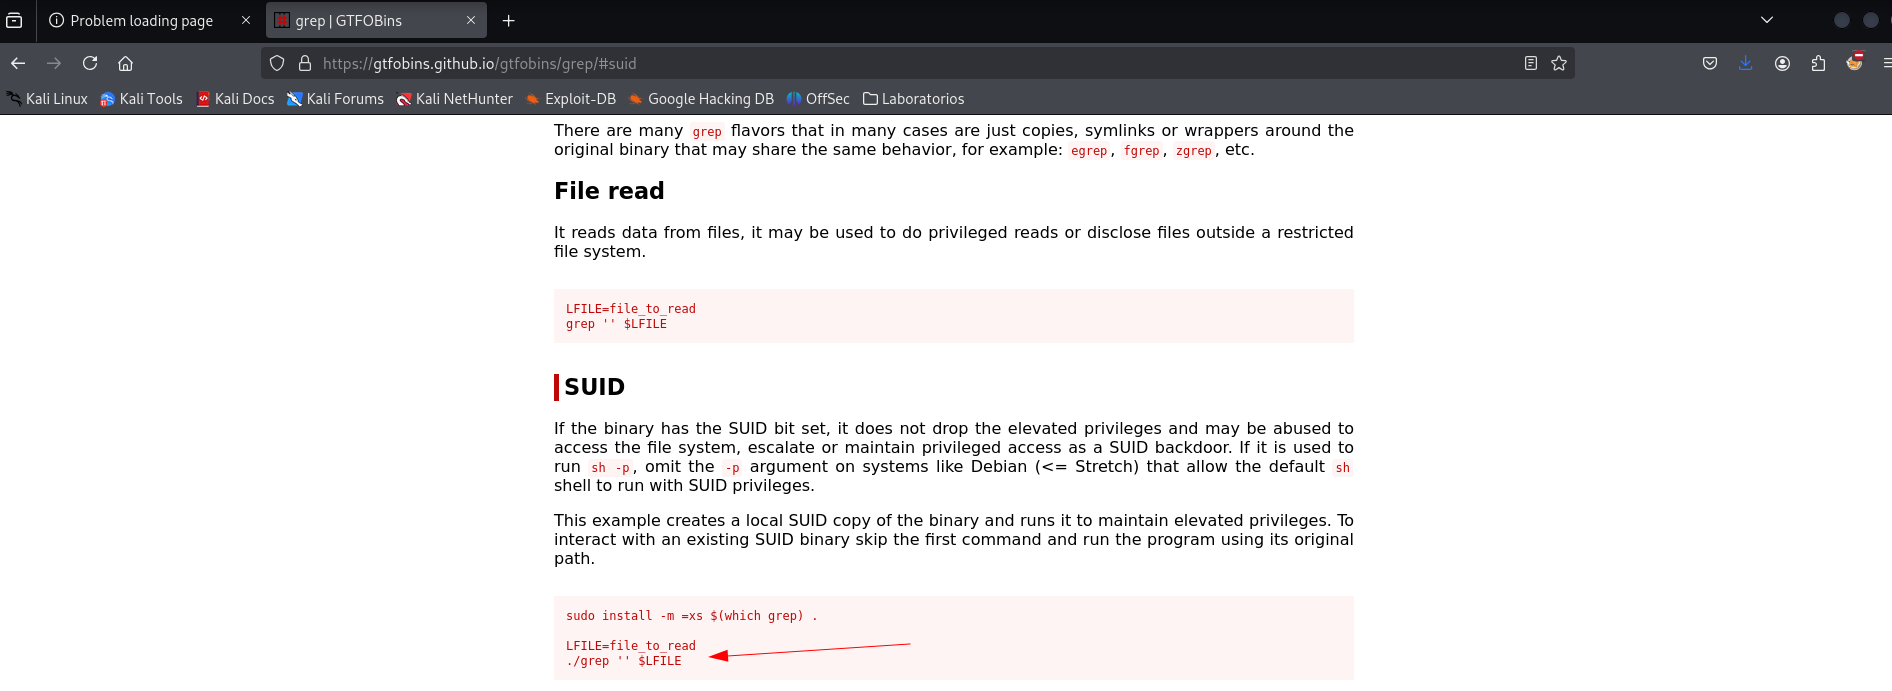 Problem loading page
grep | GTFOBins
https://gtfobins.github.io/gtfobins/grep/#suid
Kali Linux Kali Tools Kali Docs Kali Forums Kali NetHunter Exploit-DB Google Hacking DB OffSec Laboratorios
There are many grep flavors that in many cases are just copies, symlinks or wrappers around the
original binary that may share the same behavior, for example: egrep, fgrep, zgrep, etc.
File read
It reads data from files, it may be used to do privileged reads or disclose files outside a restricted
file system.
LFILE=file_to_read
grep '' $LFILE
SUID
If the binary has the SUID bit set, it does not drop the elevated privileges and may be abused to
access the file system, escalate or maintain privileged access as a SUID backdoor. If it is used to
run sh -p, omit the -p argument on systems like Debian (<= Stretch) that allow the default sh
shell to run with SUID privileges.
This example creates a local SUID copy of the binary and runs it to maintain elevated privileges. To
interact with an existing SUID binary skip the first command and run the program using its original
path.
sudo install -m =xs $(which grep) .
LFILE=file_to_read
./grep '' $LFILE